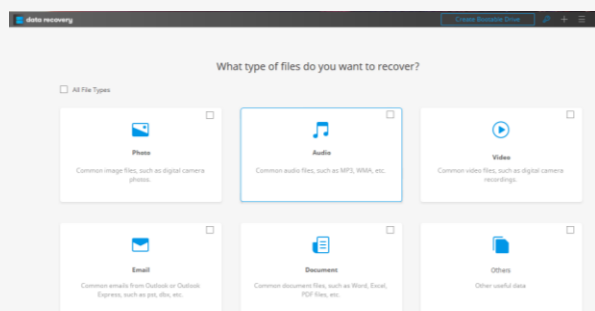 data recovery
Create Bootable Drive
What type of files do you want to recover?
All File Types
Photo
Common image files, such as digital camera
photos.
Audio
Common audio files, such as MP3, WMA, etc.
Video
Common video files, such as digital camera
recordings.
Email
Common emails from Outlook or Outlook
Express, such as pst, dbx, etc.
Document
Common document files, such as Word, Excel,
PDF files, etc.
Others
Other useful data